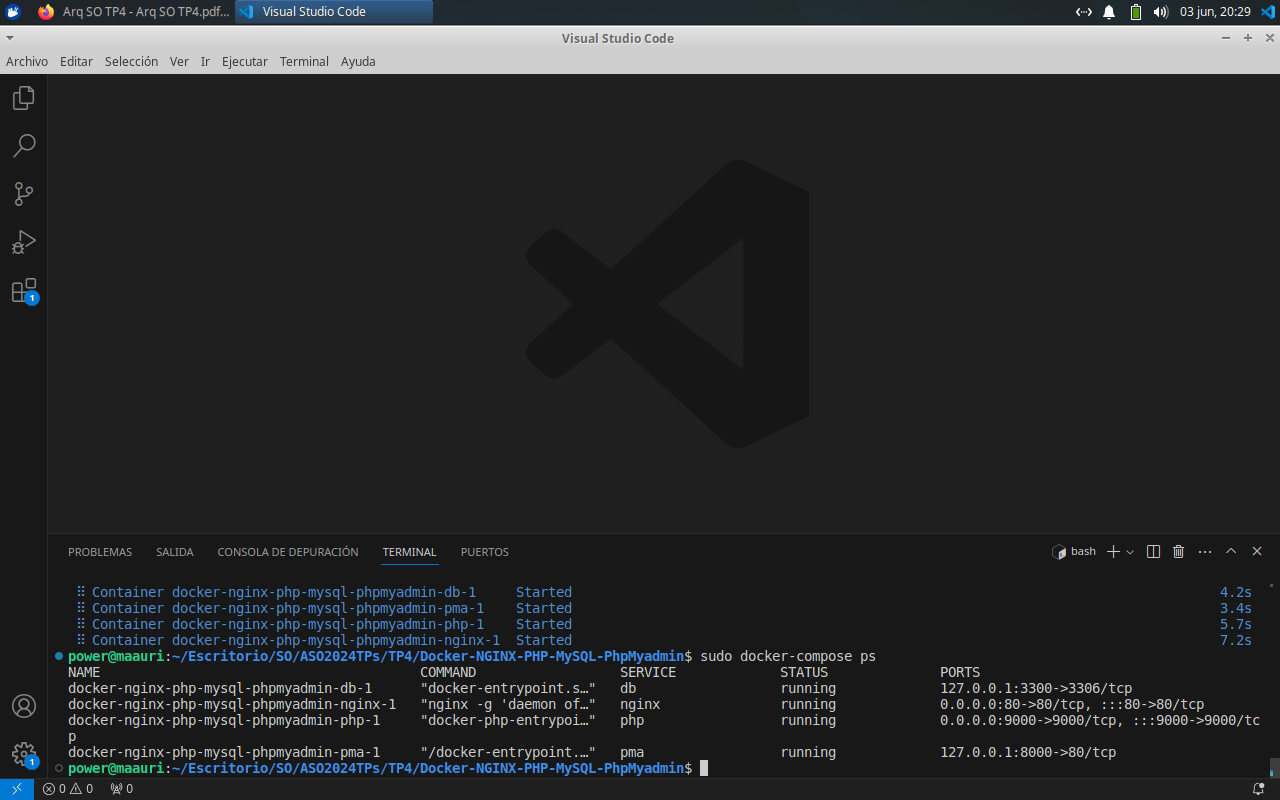 Arq SO TP4 - Arq SO TP4.pdf...
Visual Studio Code
03 jun, 20:29
Visual Studio Code
Archivo Editar Selección Ver Ir Ejecutar Terminal Ayuda
1
1
PROBLEMAS SALIDA CONSOLA DE DEPURACIÓN TERMINAL PUERTOS
bash
Container docker-nginx-php-mysql-phpmyadmin-db-1 Started 4.2s
Container docker-nginx-php-mysql-phpmyadmin-pma-1 Started 3.4s
Container docker-nginx-php-mysql-phpmyadmin-php-1 Started 5.7s
Container docker-nginx-php-mysql-phpmyadmin-nginx-1 Started 7.2s
power@maauri:~/Escritorio/SO/ASO2024TPs/TP4/Docker-NGINX-PHP-MySQL-PhpMyadmin$ sudo docker-compose ps
NAME COMMAND SERVICE STATUS PORTS
docker-nginx-php-mysql-phpmyadmin-db-1 "docker-entrypoint.s…" db running 127.0.0.1:3300->3306/tcp
docker-nginx-php-mysql-phpmyadmin-nginx-1 "nginx -g 'daemon of…" nginx running 0.0.0.0:80->80/tcp, :::80->80/tcp
docker-nginx-php-mysql-phpmyadmin-php-1 "docker-php-entrypoi…" php running 0.0.0.0:9000->9000/tcp, :::9000->9000/tc
p
docker-nginx-php-mysql-phpmyadmin-pma-1 "/docker-entrypoint.…" pma running 127.0.0.1:8000->80/tcp
power@maauri:~/Escritorio/SO/ASO2024TPs/TP4/Docker-NGINX-PHP-MySQL-PhpMyadmin$
0 0 0